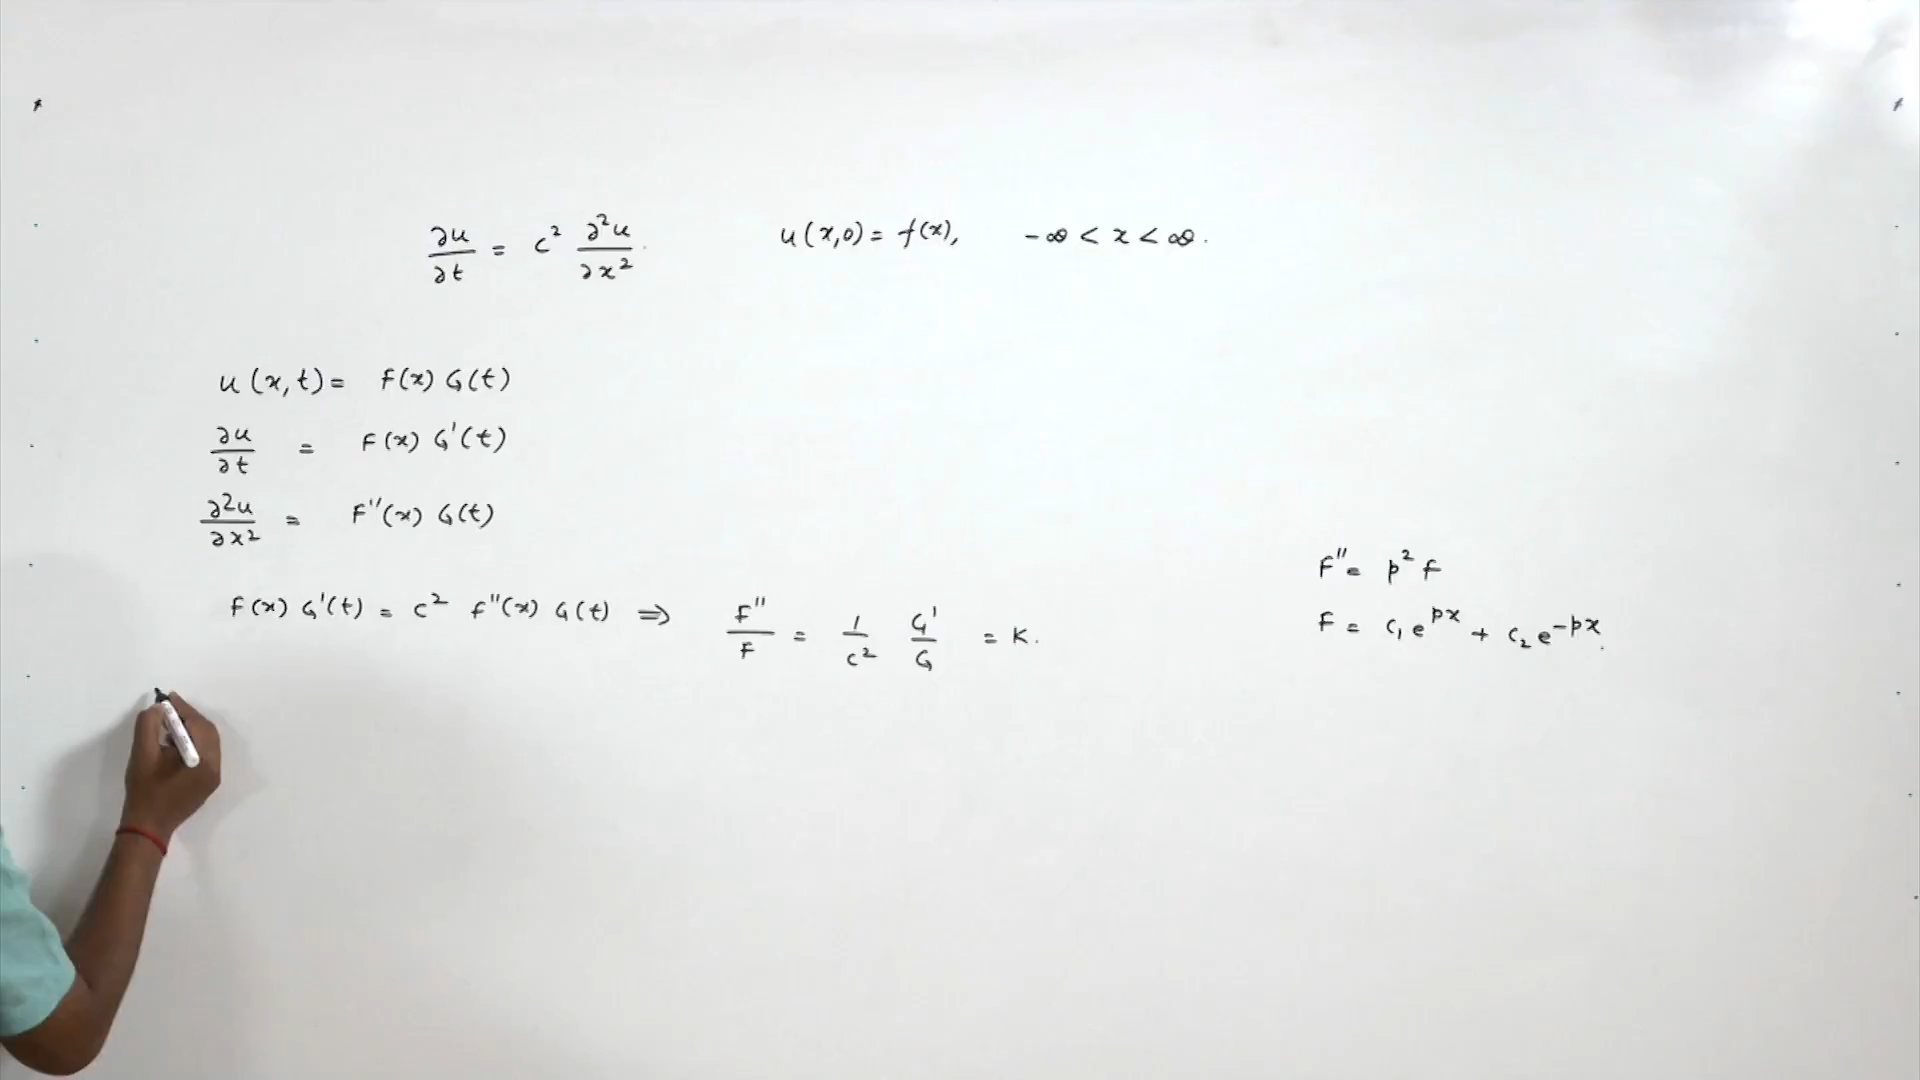 ∂u/∂t = c² ∂²u/∂x² u(x,0) = f(x), -∞ < x < ∞.
u(x,t) = F(x) G(t)
∂u/∂t = F(x) G'(t)
∂²u/∂x² = F''(x) G(t)
F(x) G'(t) = c² F''(x) G(t) ⇒ F''/F = 1/c² G'/G = K.
F'' = p² F
F = c₁ e^{px} + c₂ e^{-px}.